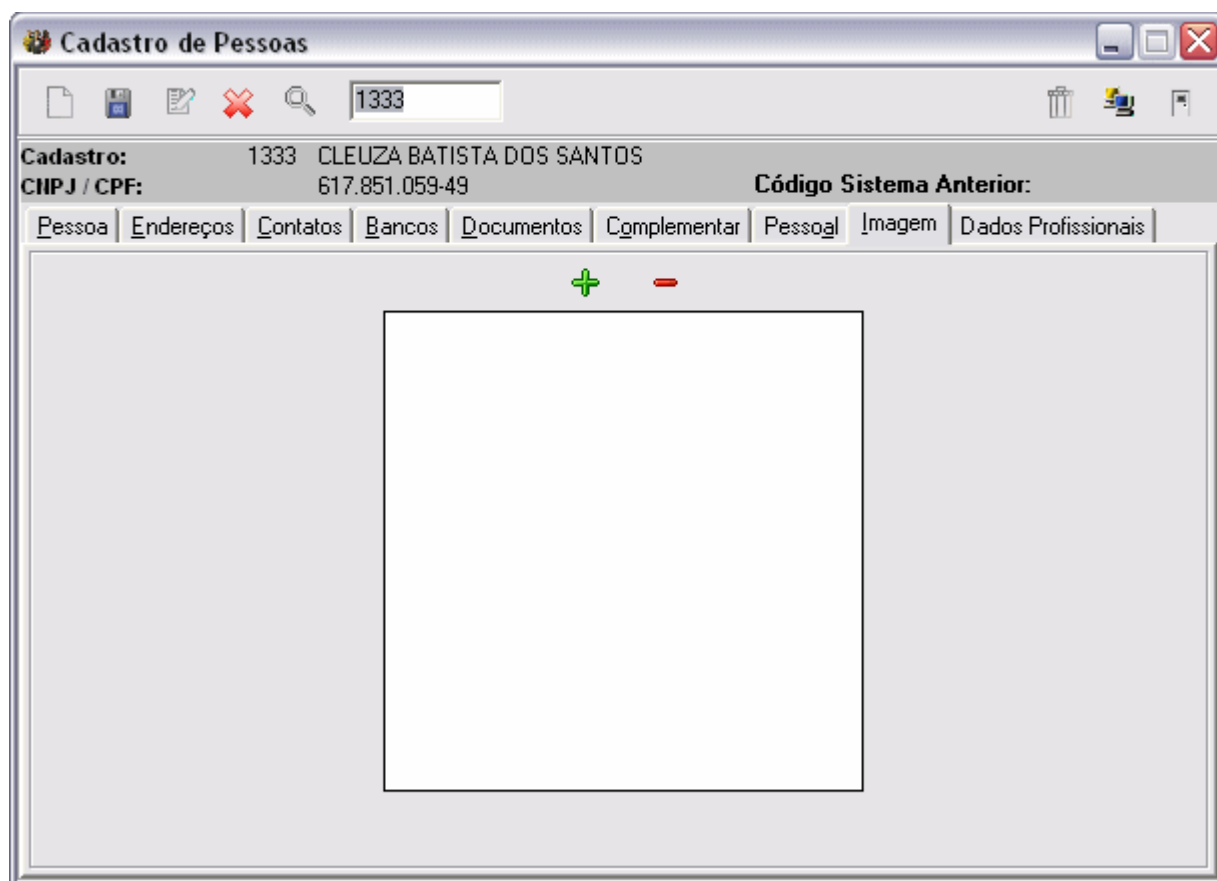 Cadastro de Pessoas
1333
Cadastro: 1333 CLEUZA BATISTA DOS SANTOS
CNPJ / CPF: 617.851.059-49 Código Sistema Anterior:
Pessoa Endereços Contatos Bancos Documentos Complementar Pessoal Imagem Dados Profissionais